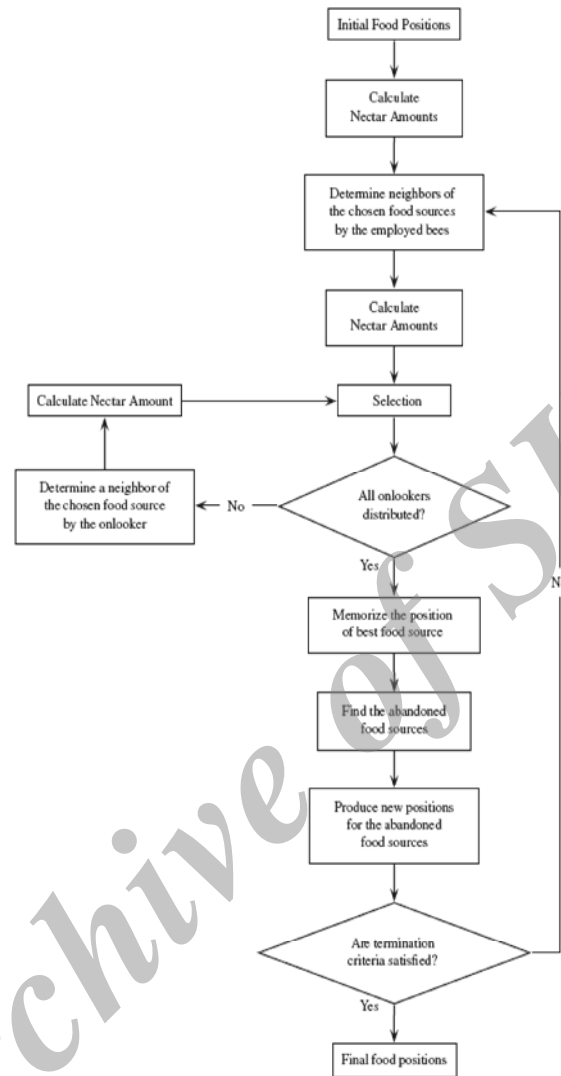 Initial Food Positions
Calculate
Nectar Amounts
Determine neighbors of
the chosen food sources
by the employed bees
Calculate
Nectar Amounts
Calculate Nectar Amount
Selection
Determine a neighbor of
the chosen food source
by the onlooker
No
All onlookers
distributed?
Yes
N
Memorize the position
of best food source
Find the abandoned
food sources
Produce new positions
for the abandoned
food sources
Are termination
criteria satisfied?
Yes
Final food positions
chive of SI